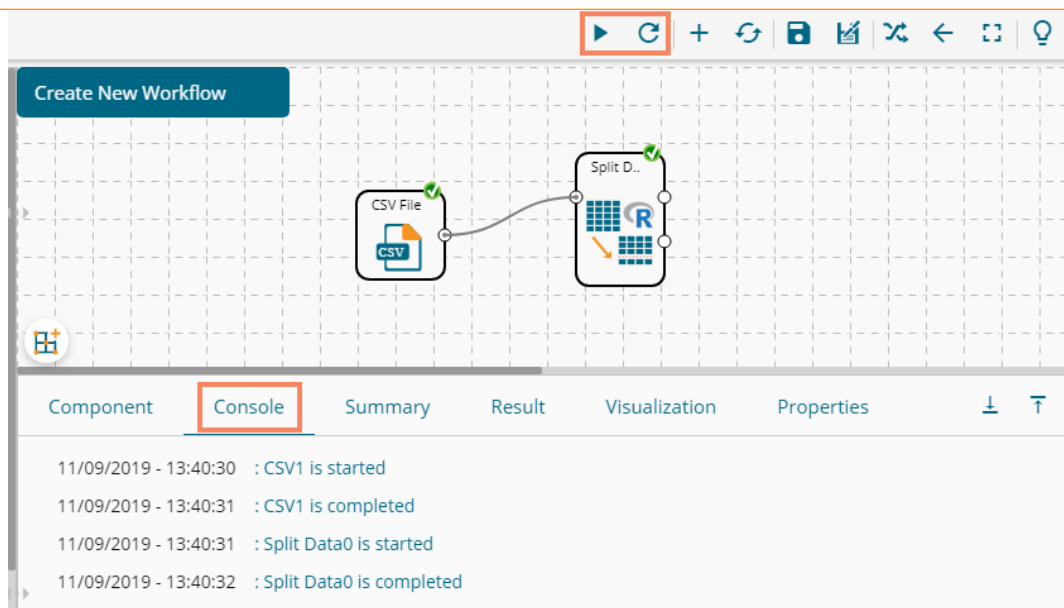 Create New Workflow
Split D..
CSV File
R
CSV
Component Console Summary Result Visualization Properties
11/09/2019 - 13:40:30 : CSV1 is started
11/09/2019 - 13:40:31 : CSV1 is completed
11/09/2019 - 13:40:31 : Split Data0 is started
11/09/2019 - 13:40:32 : Split Data0 is completed